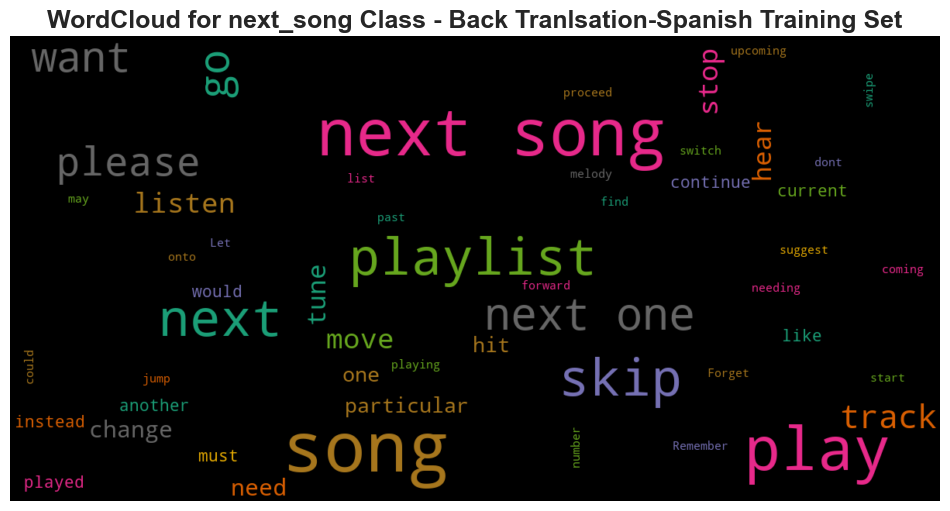 WordCloud for next_song Class - Back Tranlsation-Spanish Training Set
want
go
stop
upcoming
swipe
proceed
next song
hear
switch
please
dont
list
melody
continue
current
may
listen
find
past
Let
onto
playlist
suggest
coming
tune
forward
needing
would
next
next one
move
hit
like
could
jump
one
playing
skip
Forget
start
another
particular
instead
change
track
song
number
Remember
play
must
played
need